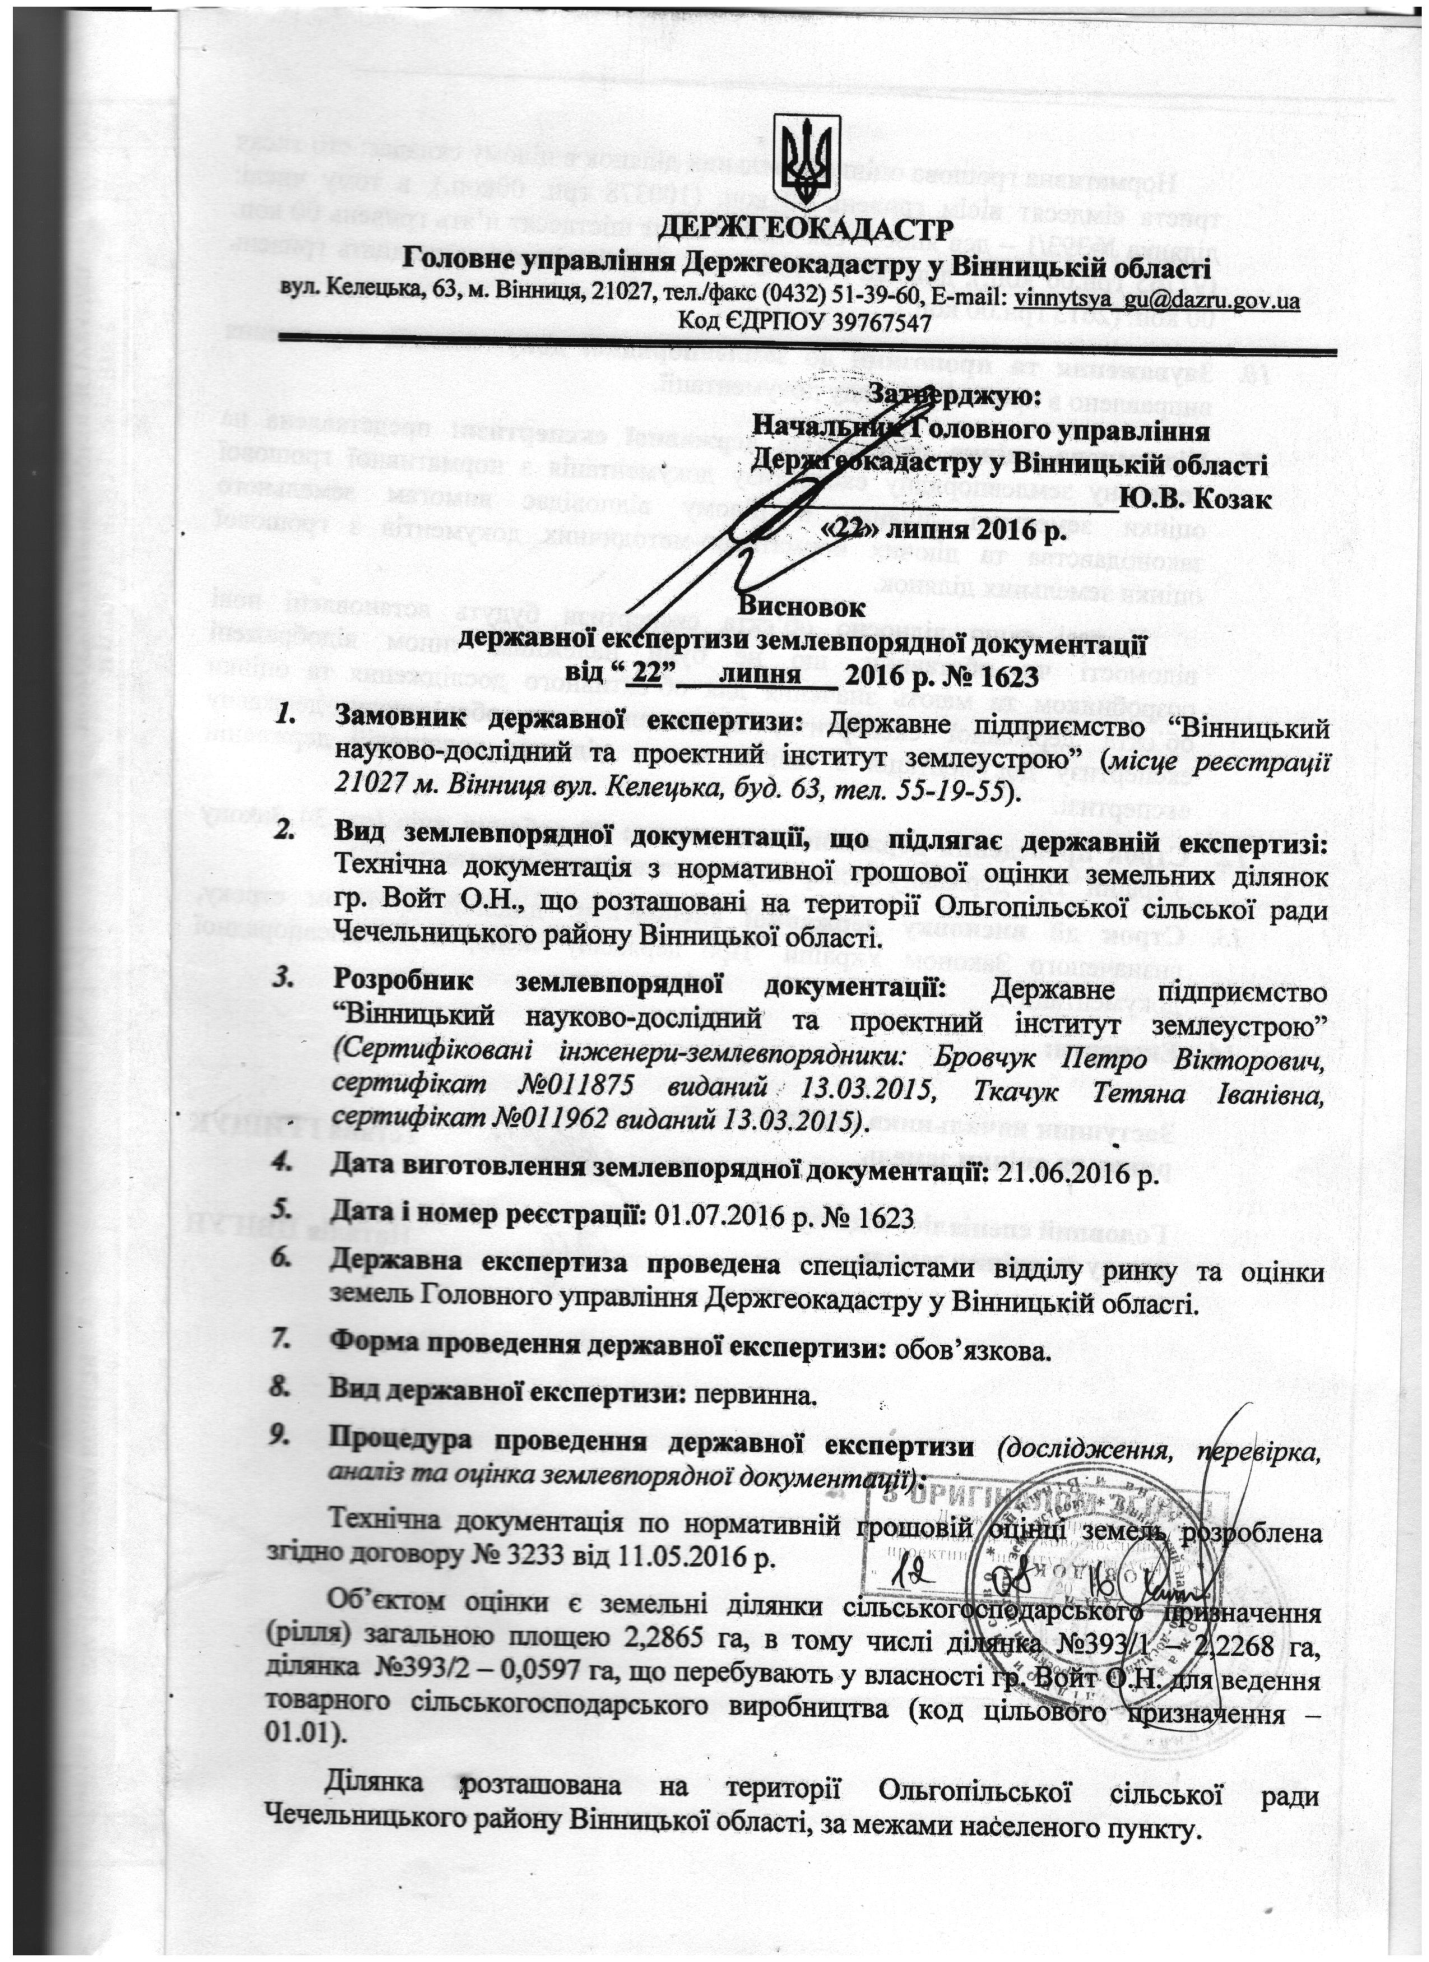 ДЕРЖГЕОКАДАСТР
Головне управління Держгеокадастру у Вінницькій області
вул. Келецька, 63, м. Вінниця, 21027, тел./факс (0432) 51-39-60, E-mail: vinnytsya_gu@dazru.gov.ua
Код ЄДРПОУ 39767547
Затверджую:
Начальник Головного управління
Держгеокадастру у Вінницькій області
Ю.В. Козак
«22» липня 2016 р.
Висновок
державної експертизи землевпорядної документації
від “ 22” липня 2016 р. № 1623
1. Замовник державної експертизи: Державне підприємство “Вінницький
науково-дослідний та проектний інститут землеустрою” (місце реєстрації
21027 м. Вінниця вул. Келецька, буд. 63, тел. 55-19-55).
2. Вид землевпорядної документації, що підлягає державній експертизі:
Технічна документація з нормативної грошової оцінки земельних ділянок
гр. Войт О.Н., що розташовані на території Ольгопільської сільської ради
Чечельницького району Вінницької області.
3. Розробник землевпорядної документації: Державне підприємство
“Вінницький науково-дослідний та проектний інститут землеустрою”
(Сертифіковані інженери-землевпорядники: Бровчук Петро Вікторович,
сертифікат №011875 виданий 13.03.2015, Ткачук Тетяна Іванівна,
сертифікат №011962 виданий 13.03.2015).
4. Дата виготовлення землевпорядної документації: 21.06.2016 р.
5. Дата і номер реєстрації: 01.07.2016 р. № 1623
6. Державна експертиза проведена спеціалістами відділу ринку та оцінки
земель Головного управління Держгеокадастру у Вінницькій області.
7. Форма проведення державної експертизи: обов’язкова.
8. Вид державної експертизи: первинна.
9. Процедура проведення державної експертизи (дослідження, перевірка,
аналіз та оцінка землевпорядної документації):
З ОРИГІНАЛОМ ЗГІДНО
Технічна документація по нормативній грошовій оцінці земель розроблена
згідно договору № 3233 від 11.05.2016 р.
12 08 16
Об’єктом оцінки є земельні ділянки сільськогосподарського призначення
(рілля) загальною площею 2,2865 га, в тому числі ділянка №393/1 – 2,2268 га,
ділянка №393/2 – 0,0597 га, що перебувають у власності гр. Войт О.Н. для ведення
товарного сільськогосподарського виробництва (код цільового призначення –
01.01).
Ділянка розташована на території Ольгопільської сільської ради
Чечельницького району Вінницької області, за межами населеного пункту.